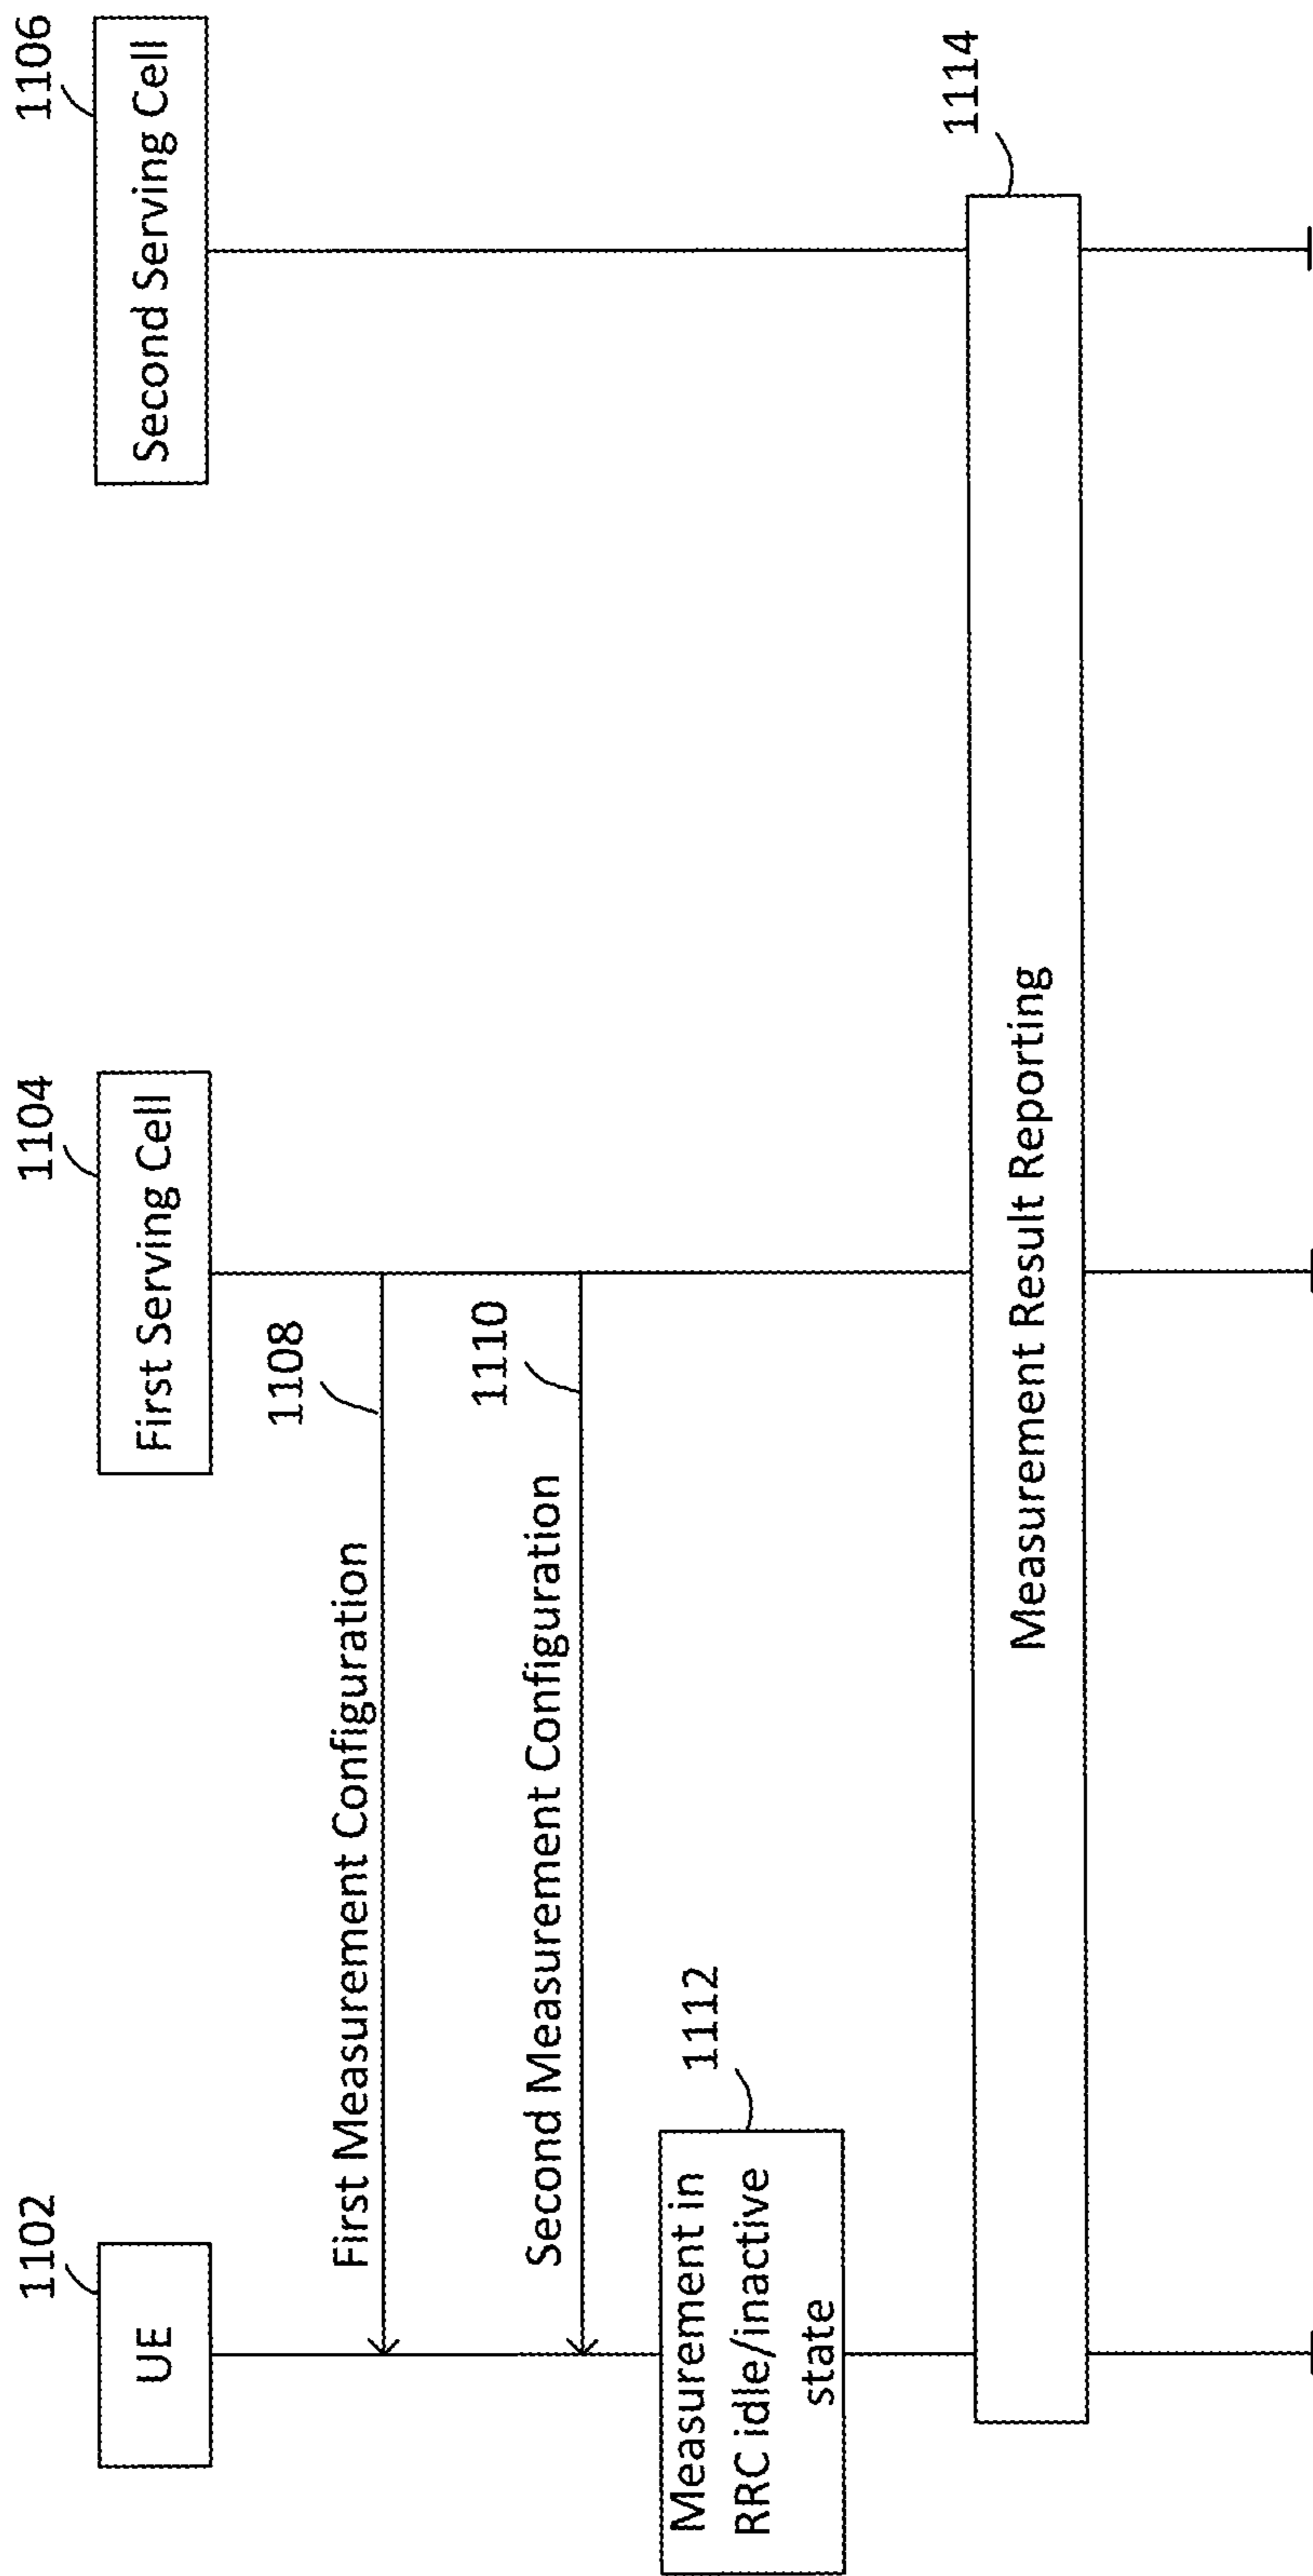 1102
1104
1106
UE
First Serving Cell
Second Serving Cell
1108
First Measurement Configuration
1110
Second Measurement Configuration
1112
Measurement in
RRC idle/inactive
state
1114
Measurement Result Reporting